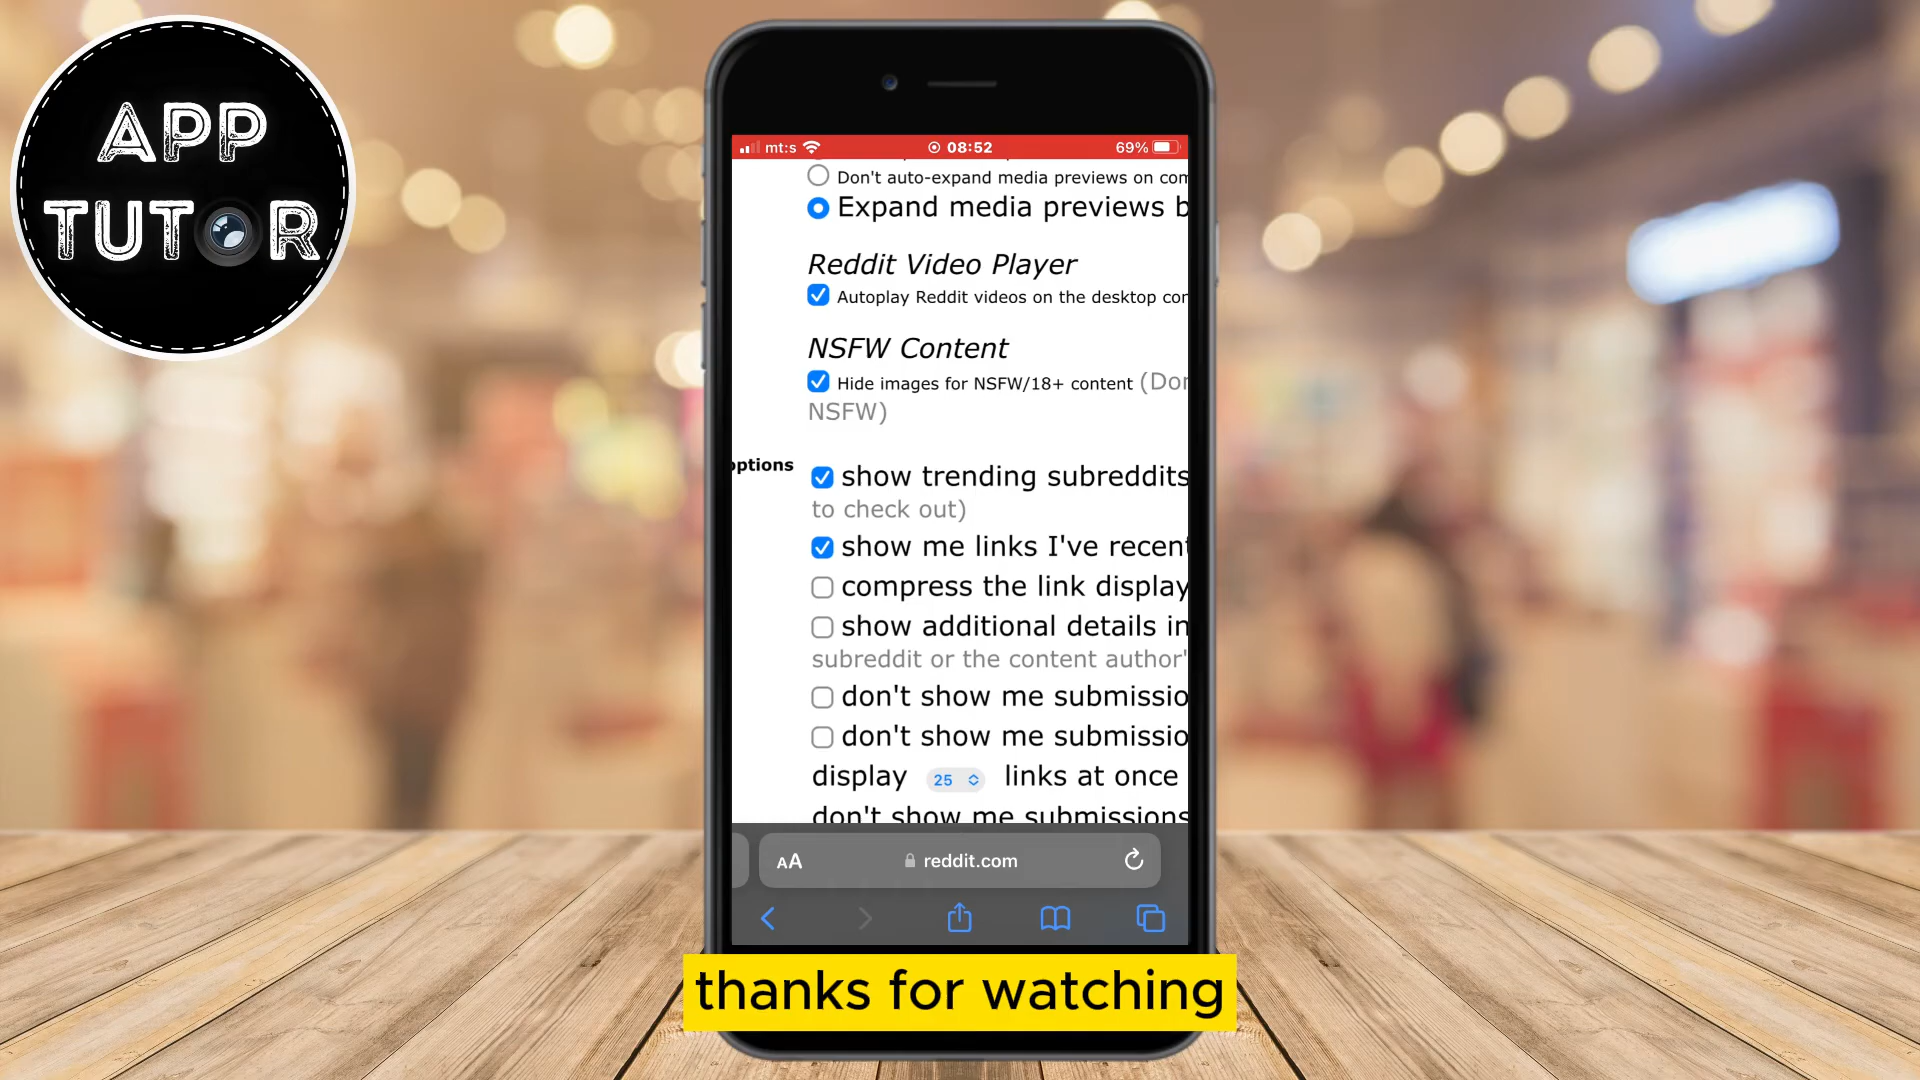 APP
TUTOR
mt:s 08:52 69%
Don't auto-expand media previews on com
Expand media previews b
Reddit Video Player
Autoplay Reddit videos on the desktop co
NSFW Content
Hide images for NSFW/18+ content (Don
NSFW)
options
show trending subreddits
to check out)
show me links I've recent
compress the link display
show additional details in
subreddit or the content author'
don't show me submissio
don't show me submissio
display 25 links at once
don't show me submissions
AA reddit.com
thanks for watching